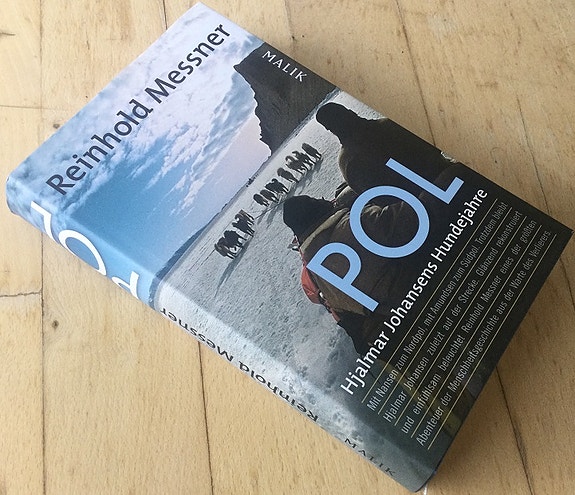 Reinhold Messner
MALIK
POL
Hjalmar Johansens Hundejahre
Mit Nansen zum Nordpol, mit Amundsen zum Südpol. Trotzdem bleibt
Hjalmar Johansen zuletzt auf der Strecke. Glänzend rekonstruiert
und einfühlsam beleuchtet Reinhold Messner eines der größten
Abenteuer der Menschheitsgeschichte aus der Warte des Verlierers
POL
Reinhold Messner
MALIK